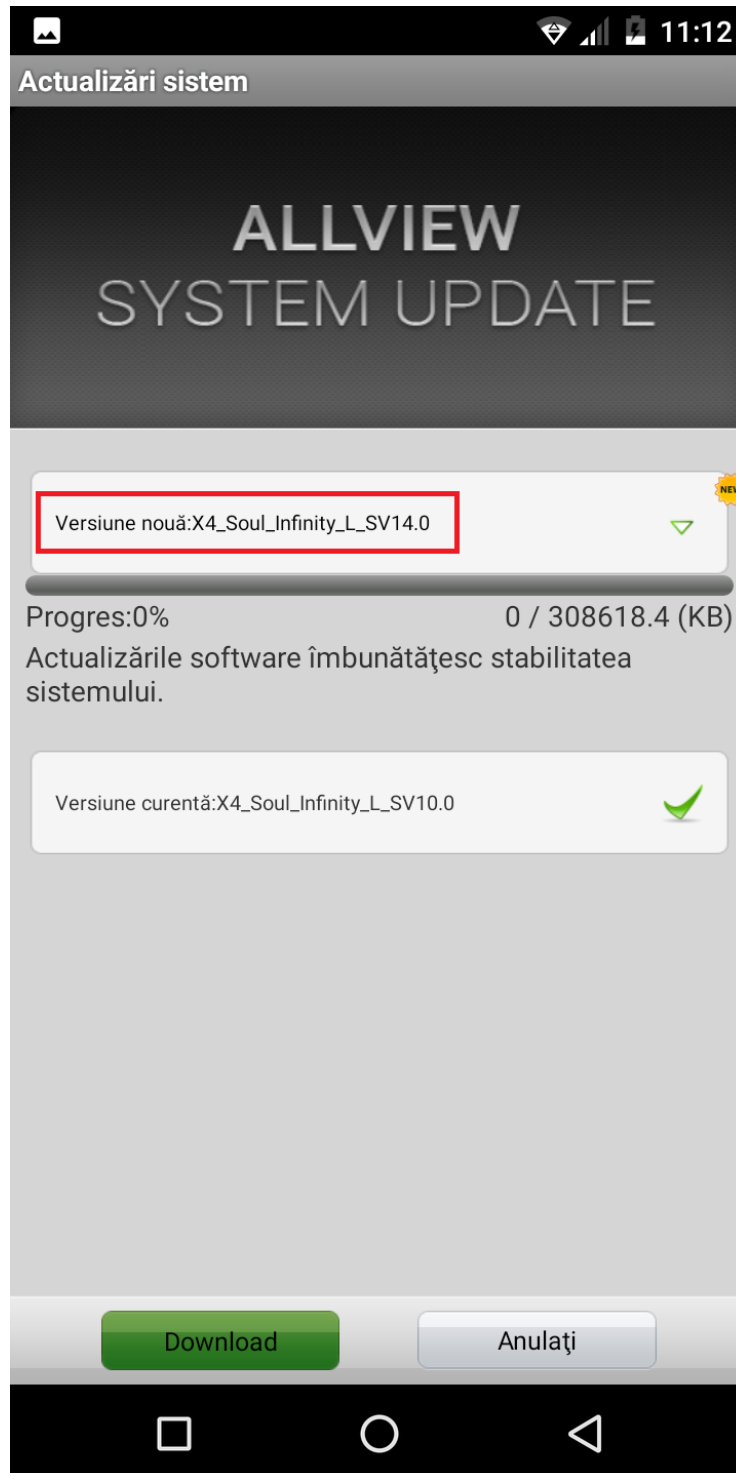 11:12
Actualizări sistem
ALLVIEW
SYSTEM UPDATE
NEW
Versiune nouă:X4_Soul_Infinity_L_SV14.0
Progres:0% 0 / 308618.4 (KB)
Actualizările software îmbunătăţesc stabilitatea
sistemului.
Versiune curentă:X4_Soul_Infinity_L_SV10.0
Download Anulaţi